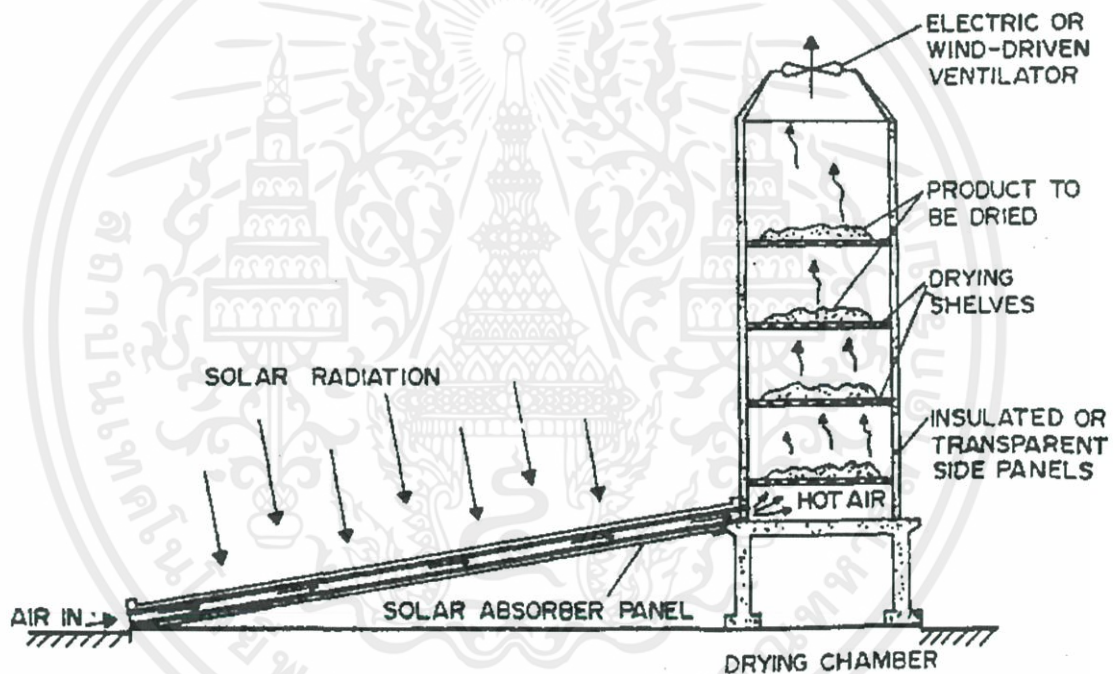 ELECTRIC OR
WIND-DRIVEN
VENTILATOR
PRODUCT TO
BE DRIED
DRYING
SHELVES
SOLAR RADIATION
INSULATED OR
TRANSPARENT
SIDE PANELS
HOT AIR
AIR IN
SOLAR ABSORBER PANEL
DRYING CHAMBER